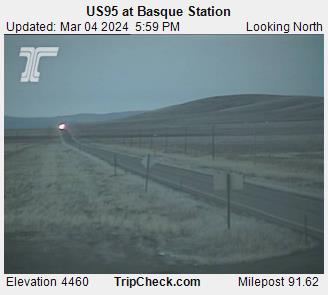 US95 at Basque Station
Updated: Mar 04 2024 5:59 PM Looking North
Elevation 4460 TripCheck.com Milepost 91.62